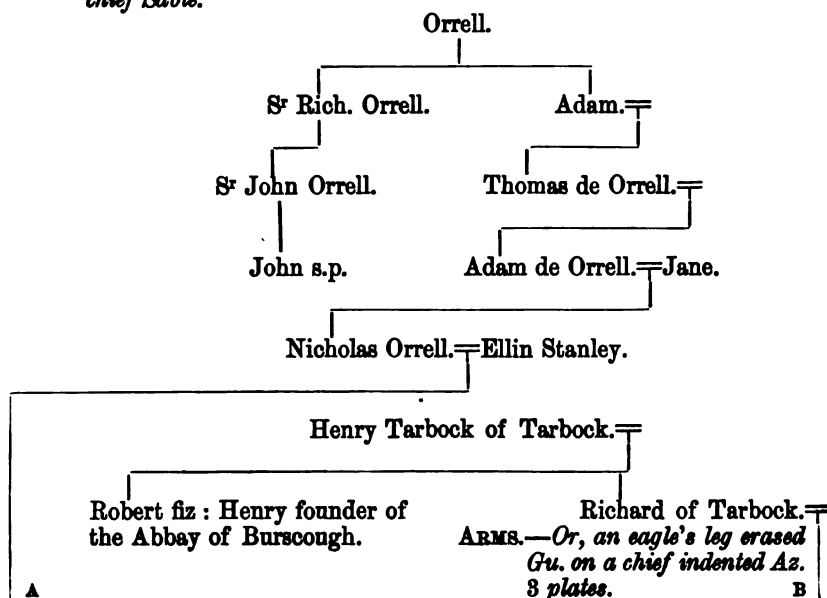 chief Sable.
Orrell.
Sr Rich. Orrell. Adam.
Sr John Orrell. Thomas de Orrell.
John s.p. Adam de Orrell. Jane.
Nicholas Orrell. Ellin Stanley.
Henry Tarbock of Tarbock.
Robert fiz : Henry founder of Richard of Tarbock.
the Abbay of Burscough. ARMS.—Or, an eagle's leg erased
Gu. on a chief indented Az.
A 3 plates. B